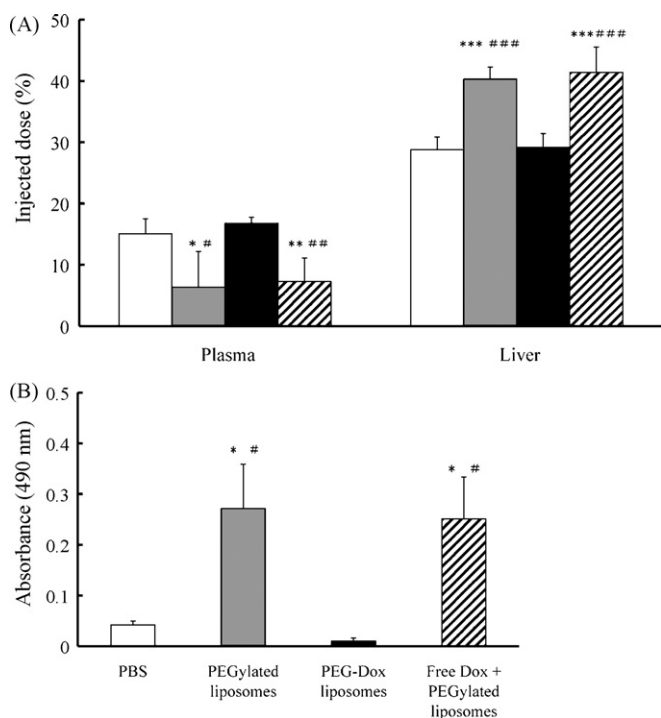 (A)
50
40
30
20
10
0
Injected dose (%)
* #
** ##
*** ###
***###
Plasma
Liver
(B)
0.5
0.4
0.3
0.2
0.1
0
Absorbance (490 nm)
* #
* #
PBS
PEGylated
liposomes
PEG-Dox
liposomes
Free Dox +
PEGylated
liposomes